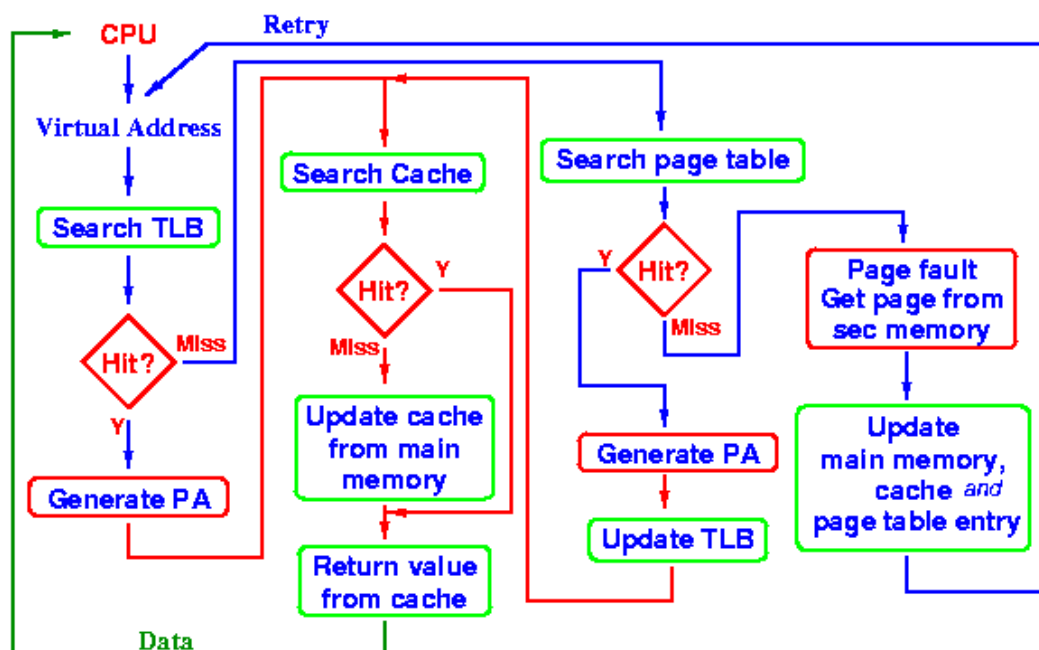 CPU
Retry
Virtual Address
Search TLB
Hit?
Miss
Y
Generate PA
Search Cache
Hit?
Y
Miss
Update cache
from main
memory
Return value
from cache
Search page table
Y
Hit?
Miss
Generate PA
Update TLB
Page fault
Get page from
sec memory
Update
main memory,
cache and
page table entry
Data